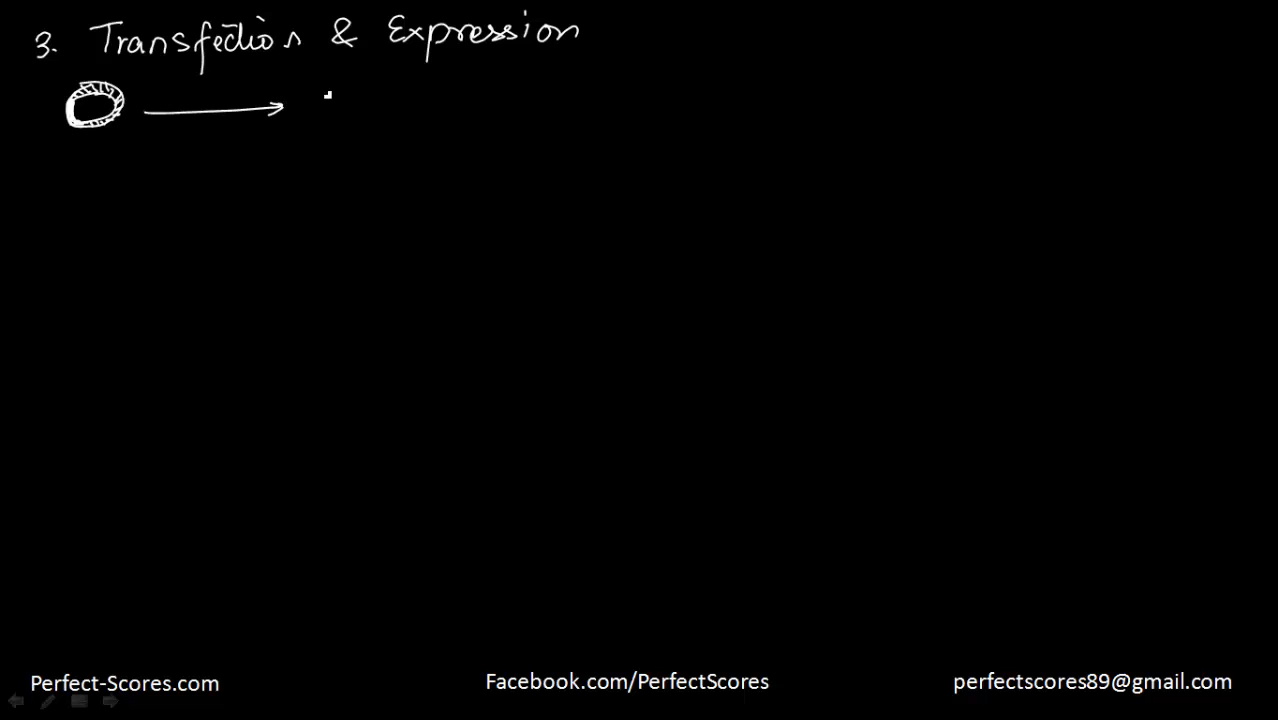 3. Transfection & Expression
Perfect-Scores.com
Facebook.com/PerfectScores
perfectscores89@gmail.com